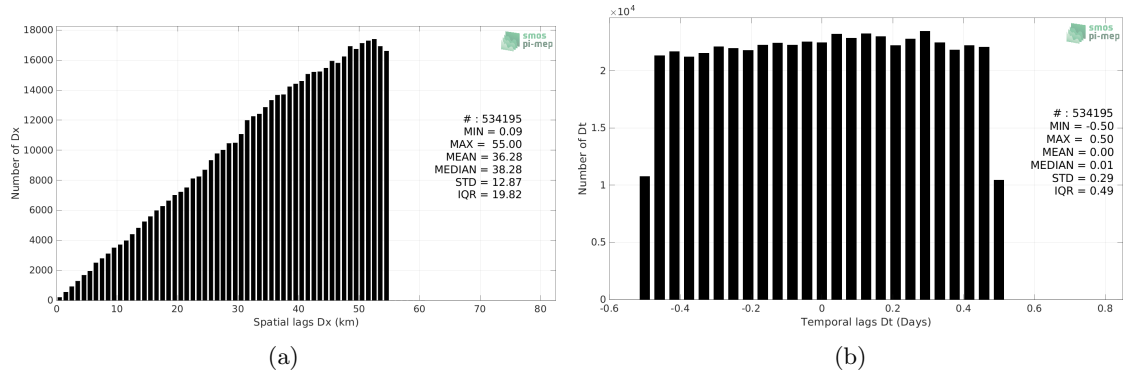 18000
16000
14000
12000
10000
8000
6000
4000
2000
0
Number of Dx
0 10 20 30 40 50 60 70 80
Spatial lags Dx (km)
smos
pi-mep
# : 534195
MIN = 0.09
MAX = 55.00
MEAN = 36.28
MEDIAN = 38.28
STD = 12.87
IQR = 19.82
(a)
×10⁴
2
1.5
1
0.5
0
Number of Dt
-0.6 -0.4 -0.2 0 0.2 0.4 0.6 0.8
Temporal lags Dt (Days)
smos
pi-mep
# : 534195
MIN = -0.50
MAX = 0.50
MEAN = 0.00
MEDIAN = 0.01
STD = 0.29
IQR = 0.49
(b)